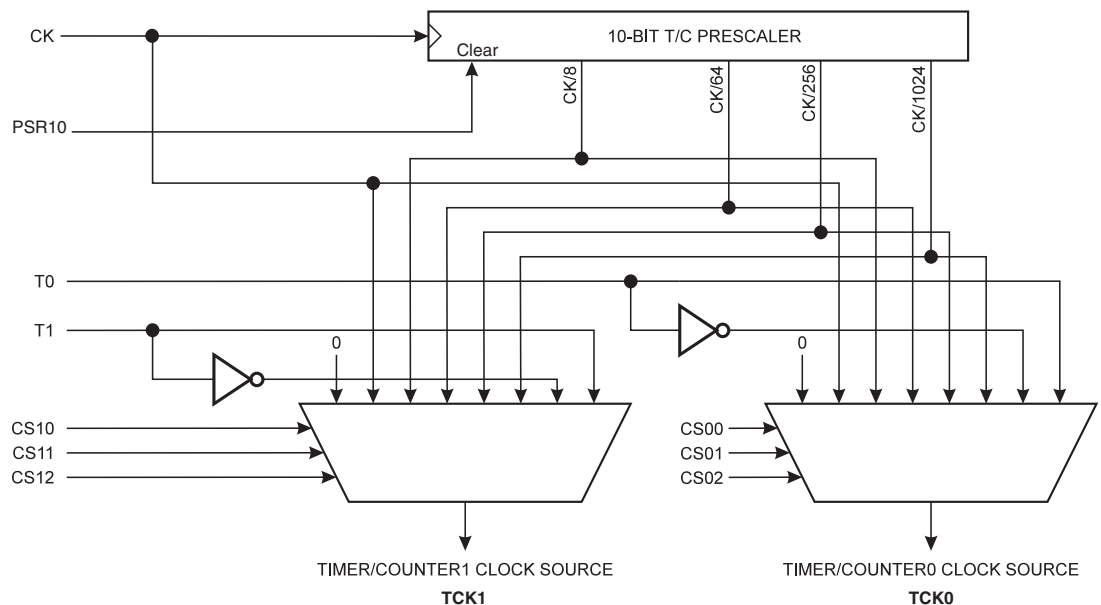 CK
10-BIT T/C PRESCALER
Clear
CK/8
CK/64
CK/256
CK/1024
PSR10
T0
T1
0
0
CS10
CS11
CS12
CS00
CS01
CS02
TIMER/COUNTER1 CLOCK SOURCE
TCK1
TIMER/COUNTER0 CLOCK SOURCE
TCK0